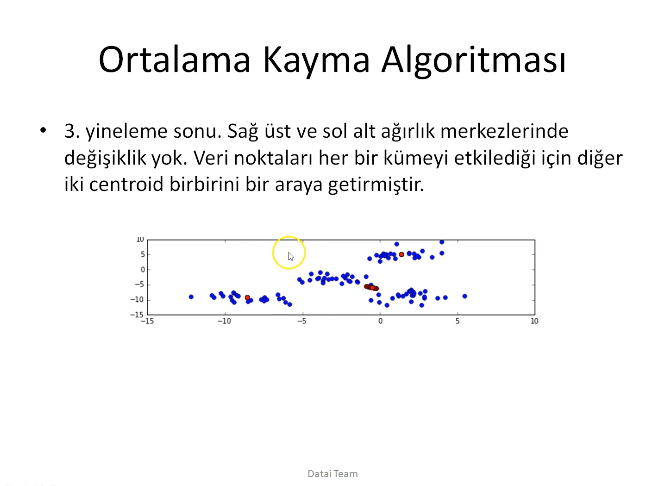 Ortalama Kayma Algoritması
• 3. yineleme sonu. Sağ üst ve sol alt ağırlık merkezlerinde
değişiklik yok. Veri noktaları her bir kümeyi etkilediği için diğer
iki centroid birbirini bir araya getirmiştir.
10
5
0
−5
−10
−15
−15 −10 −5 0 5 10
Datai Team